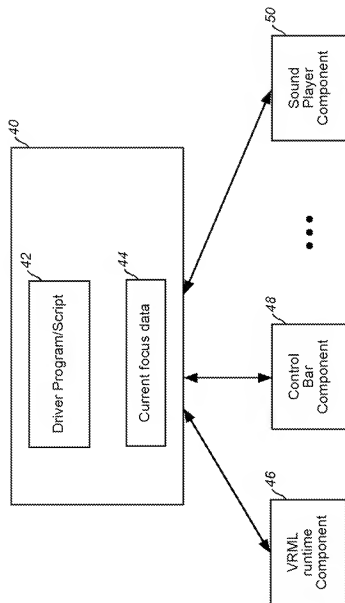 40
42
Driver Program/Script
44
Current focus data
46
VRML
runtime
Component
48
Control
Bar
Component
50
Sound
Player
Component